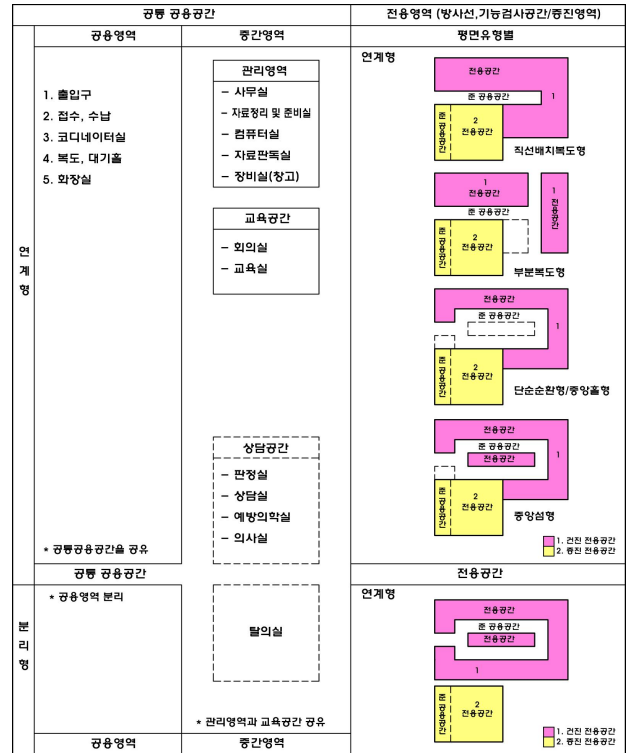 공통 공용공간
전용영역 (방사선,기능검사공간/증진영역)
공용영역
중간영역
평면유형별
연계형
1. 출입구
2. 접수, 수납
3. 코디네이터실
4. 복도, 대기홀
5. 화장실
* 공통공용공간을 공유
관리영역
– 사무실
– 자료정리 및 준비실
– 컴퓨터실
– 자료판독실
– 장비실(창고)
교육공간
– 회의실
– 교육실
상담공간
– 판정실
– 상담실
– 예방의학실
– 의사실
연계형
전용공간
준 공용공간
1
준 공용공간
2
전용공간
직선배치복도형
1
전용공간
준 공용공간
1
전용공간
준 공용공간
2
전용공간
부분복도형
전용공간
준 공용공간
1
준 공용공간
2
전용공간
단순순환형/중앙홀형
전용공간
준 공용공간
전용공간
1
준 공용공간
2
전용공간
중앙섬형
1. 건진 전용공간
2. 증진 전용공간
공통 공용공간
전용공간
분리형
* 공용영역 분리
탈의실
* 관리영역과 교육공간 공유
연계형
전용공간
준 공용공간
전용공간
1
준 공용공간
2
전용공간
1. 건진 전용공간
2. 증진 전용공간
공용영역
중간영역